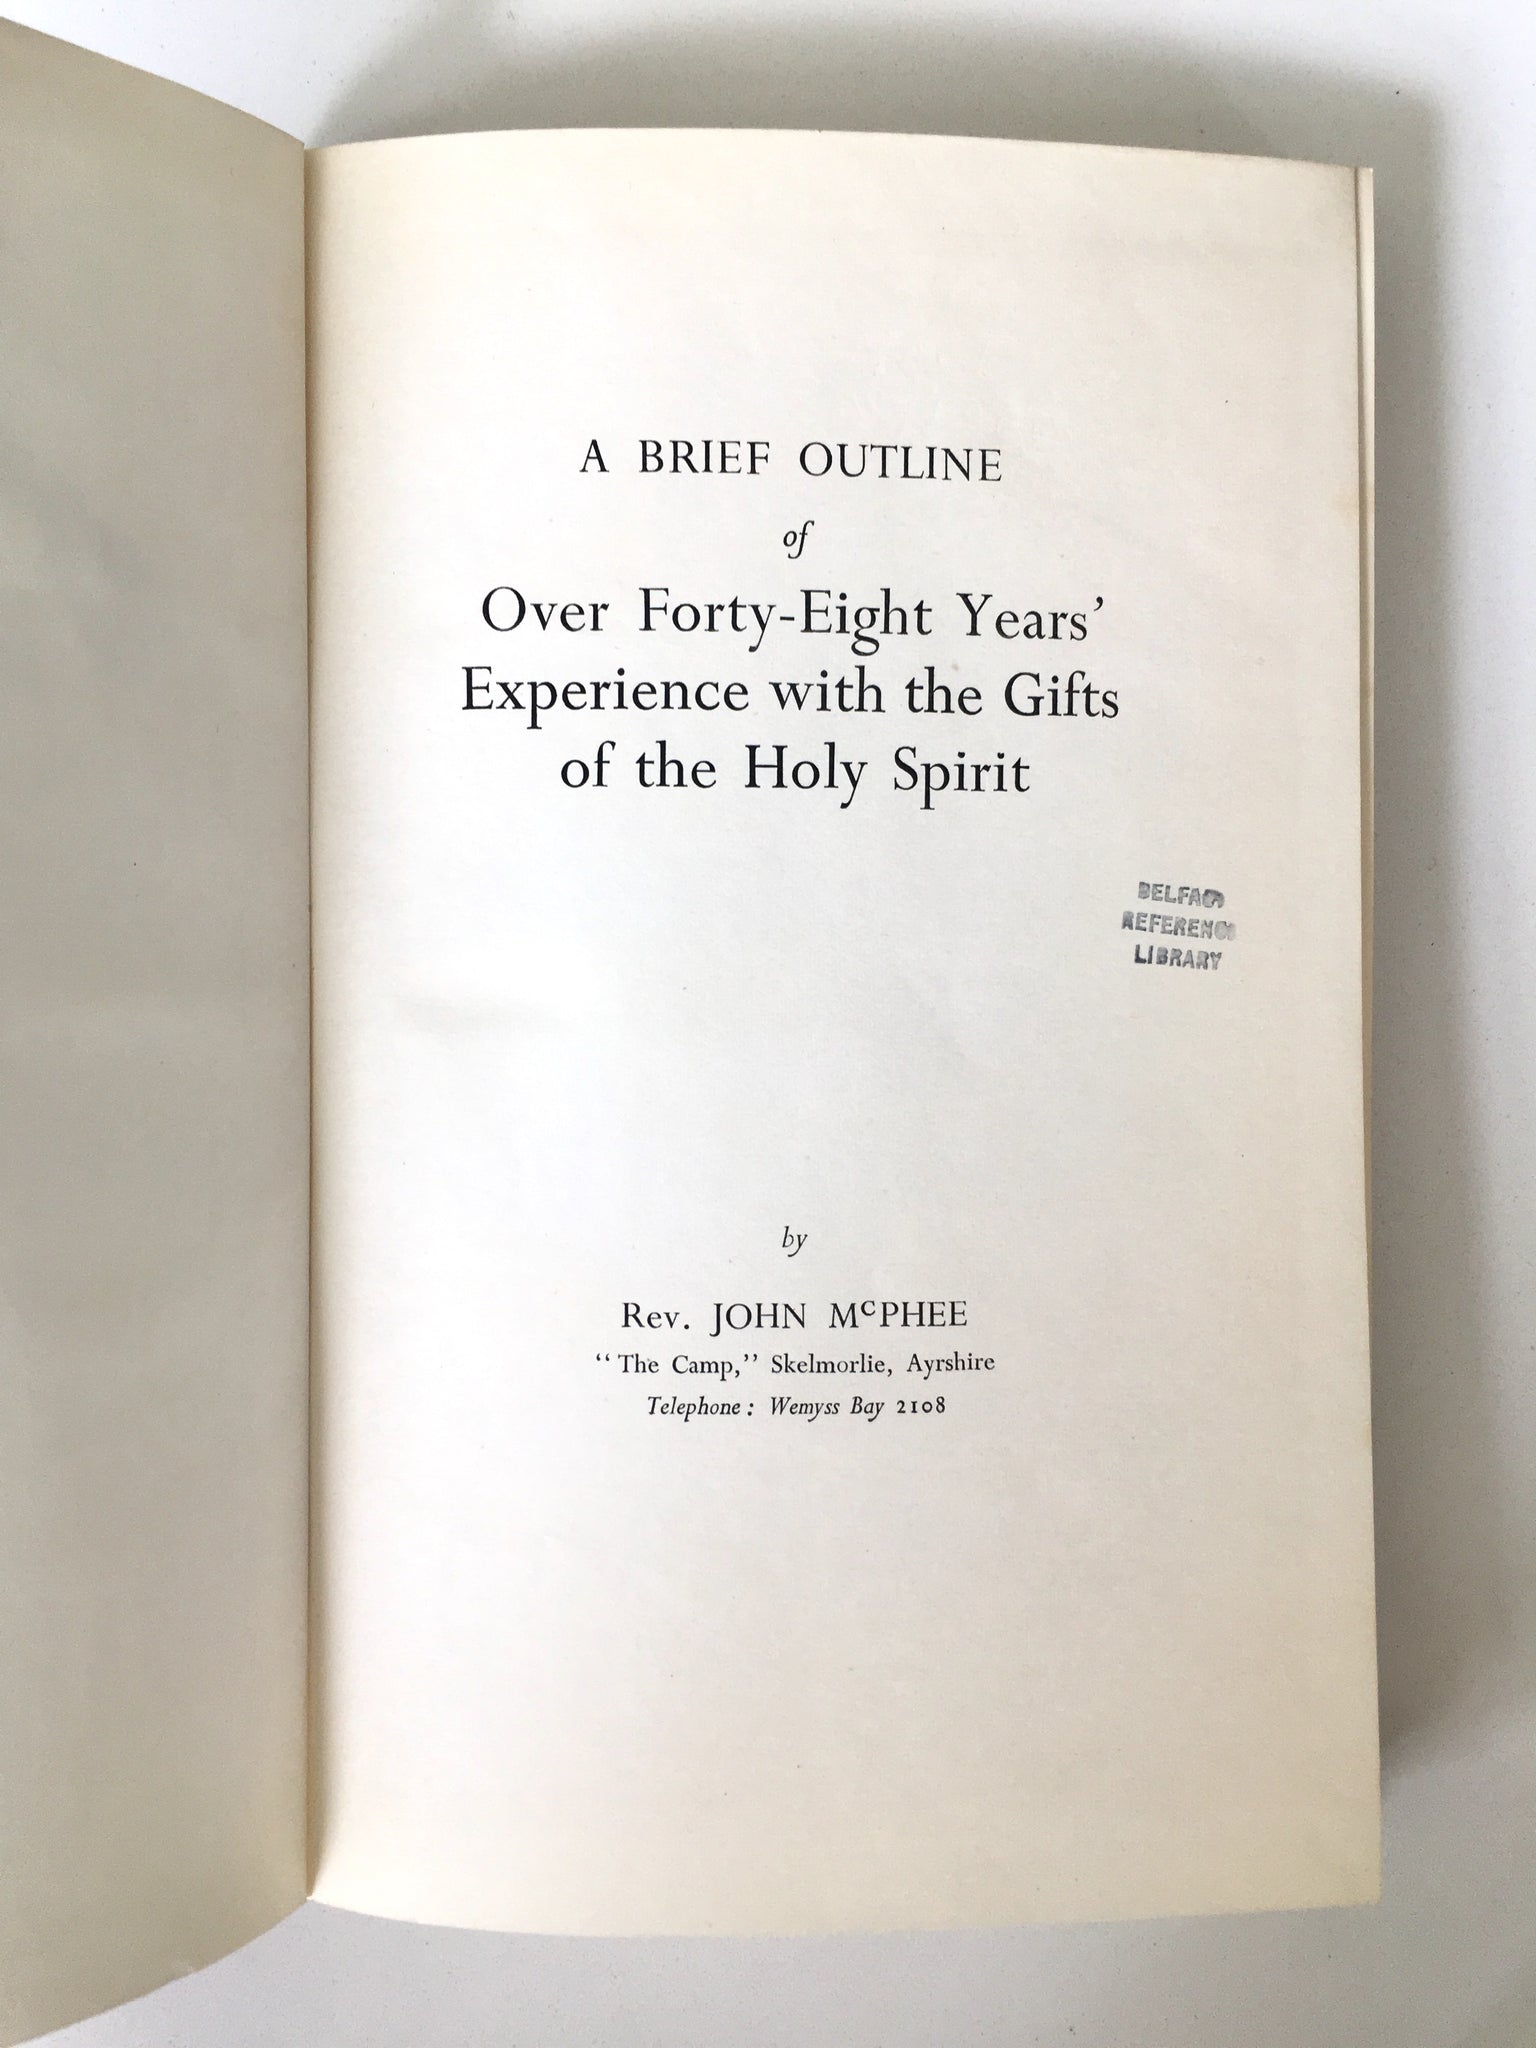 A BRIEF OUTLINE
of
Over Forty-Eight Years’
Experience with the Gifts
of the Holy Spirit
REFERENC
LIBRARY
by
Rev. JOHN McPHEE
“The Camp,” Skelmorlie, Ayrshire
Telephone : Wemyss Bay 2108